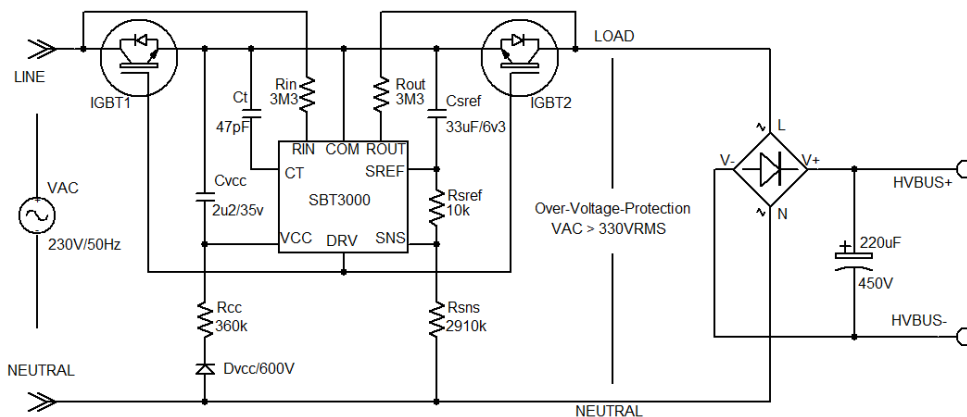 LINE
IGBT1
Ct
47pF
Rin
3M3
Rout
3M3
Csref
33uF/6v3
IGBT2
LOAD
RIN
COM
ROUT
CT
SREF
SBT3000
VCC
DRV
SNS
Cvcc
2u2/35v
Rsref
10k
VAC
230V/50Hz
Over-Voltage-Protection
VAC > 330VRMS
L
V-
V+
N
HVBUS+
220uF
+
450V
HVBUS-
Rcc
360k
Rsns
2910k
Dvcc/600V
NEUTRAL
NEUTRAL